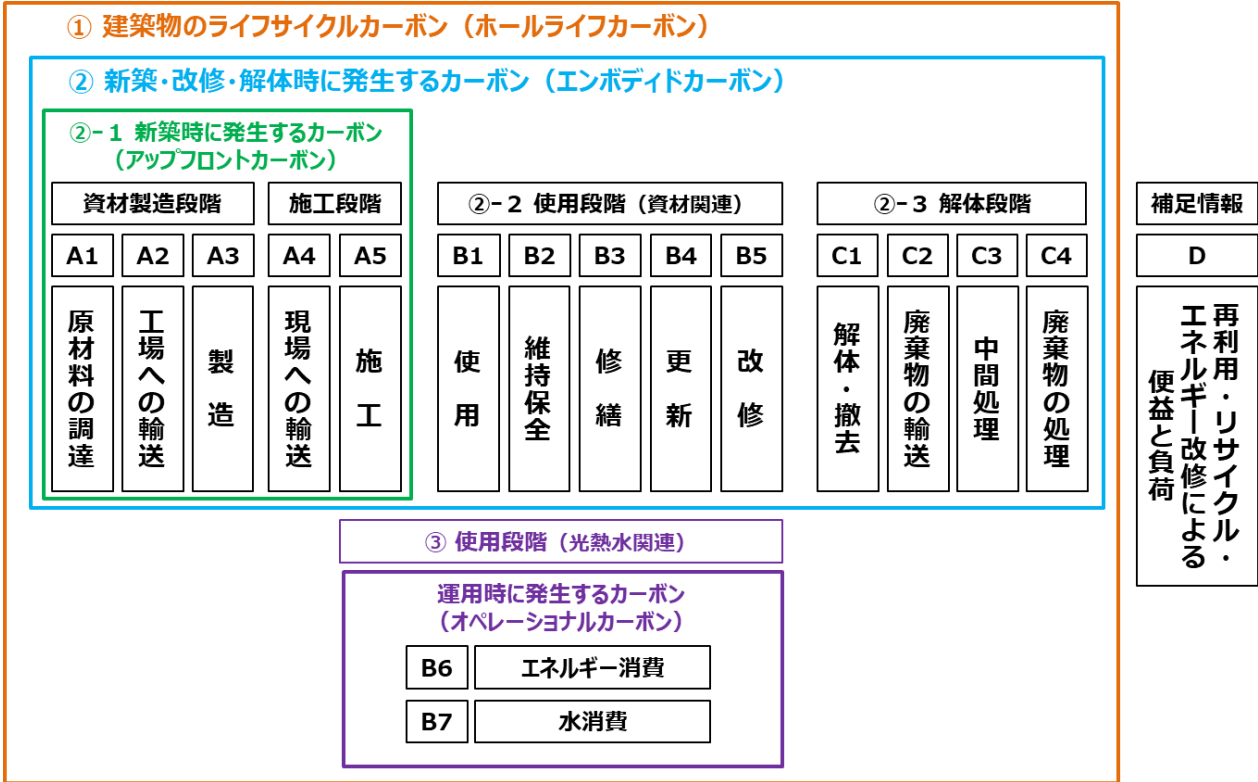 ① 建築物のライフサイクルカーボン（ホールライフカーボン）
② 新築・改修・解体時に発生するカーボン（エンボディドカーボン）
②-1 新築時に発生するカーボン
（アップフロントカーボン）
資材製造段階
施工段階
②-2 使用段階（資材関連）
②-3 解体段階
補足情報
A1
A2
A3
A4
A5
B1
B2
B3
B4
B5
C1
C2
C3
C4
D
原材料の調達
工場への輸送
製造
現場への輸送
施工
使用
維持保全
修繕
更新
改修
解体・撤去
廃棄物の輸送
中間処理
廃棄物の処理
再利用・リサイクル・
エネルギー改修による
便益と負荷
③ 使用段階（光熱水関連）
運用時に発生するカーボン
（オペレーショナルカーボン）
B6
エネルギー消費
B7
水消費